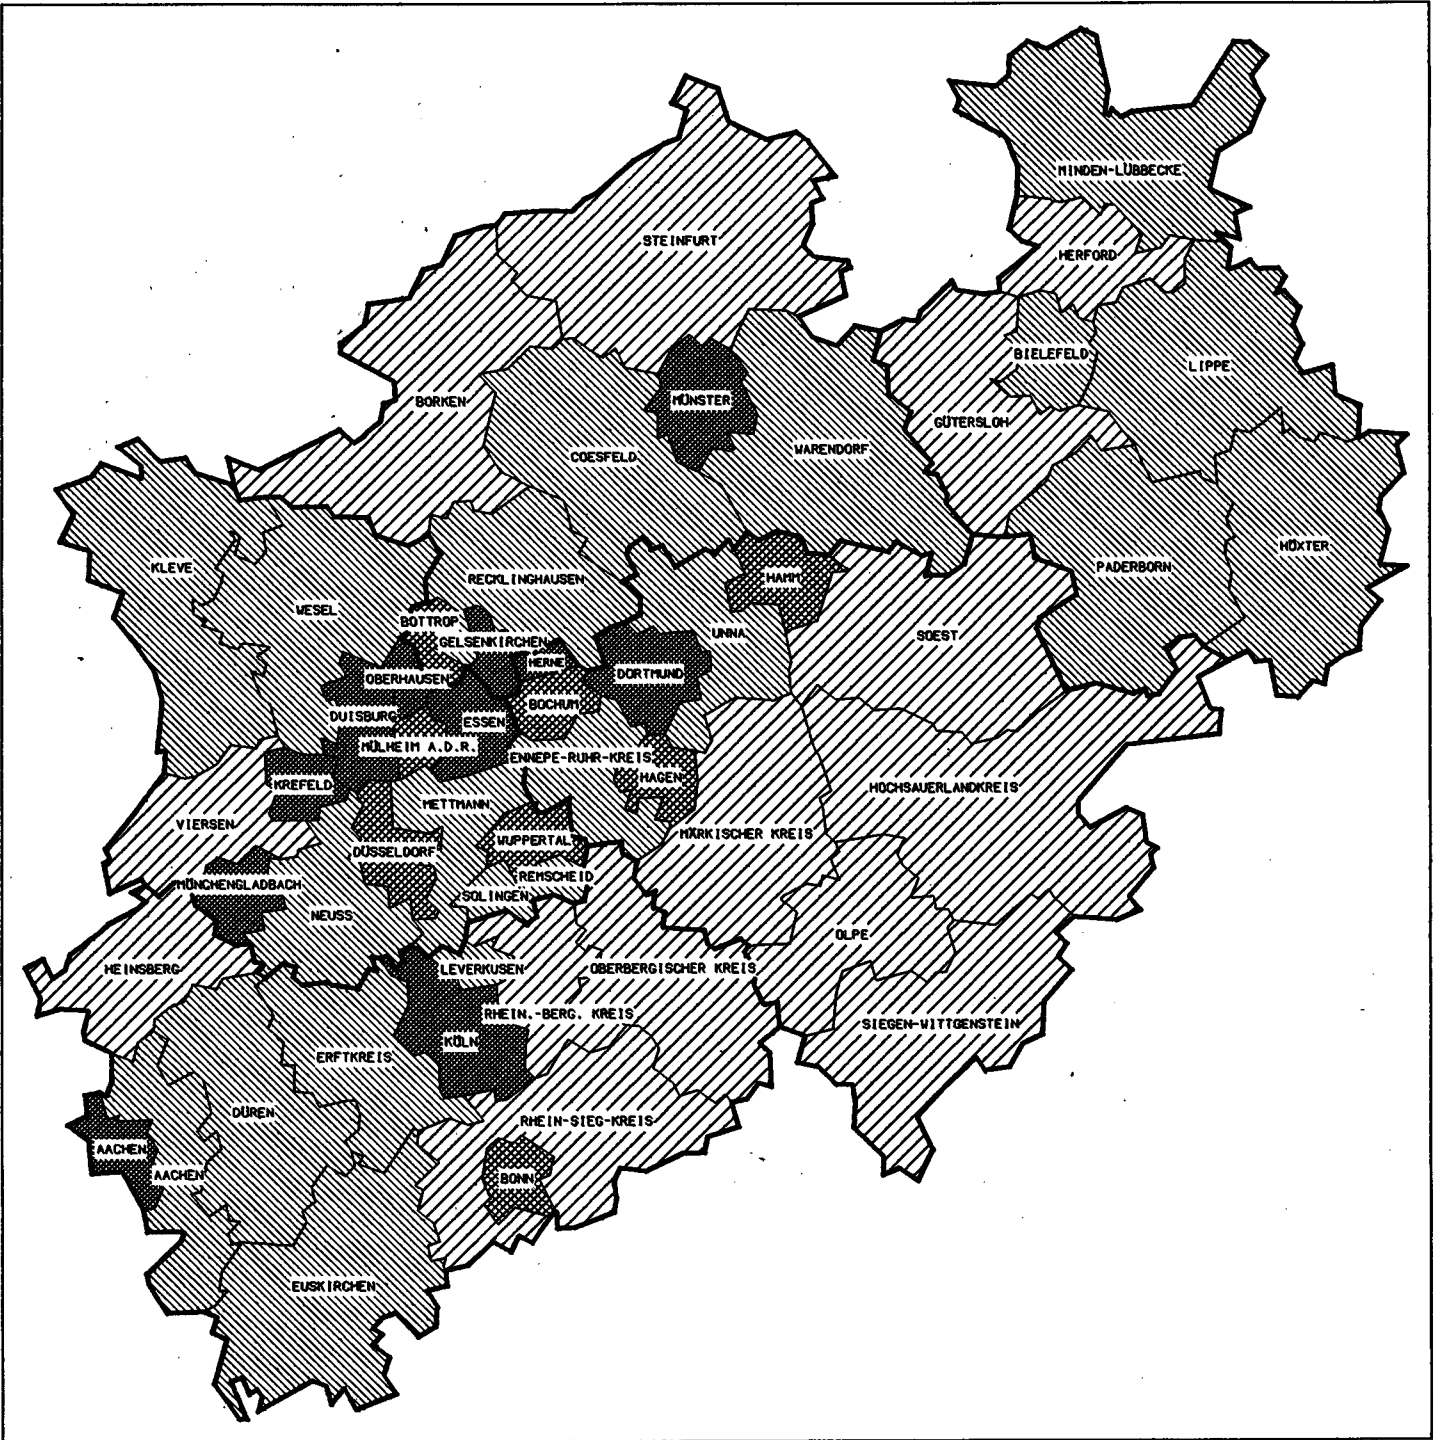 MINDEN-LÜBBECKE
STEINFURT
HERFORD
BIELEFELD
LIPPE
BORKEN
MÜNSTER
GÜTERSLOH
COESFELD
WARENDORF
HÖXTER
KLEVE
PADERBORN
RECKLINGHAUSEN
HAMM
WESEL
BOTTROP
UNNA
SOEST
GELSENKIRCHEN
HERNE
OBERHAUSEN
DORTMUND
BOCHUM
DUISBURG
ESSEN
MÜLHEIM A.D.R.
ENNEPE-RUHR-KREIS
KREFELD
HAGEN
HOCHSAUERLANDKREIS
METTMANN
VIERSEN
MÄRKISCHER KREIS
WUPPERTAL
DÜSSELDORF
REMSCHEID
MÜNCHENGLADBACH
SOLINGEN
NEUSS
OLPE
HEINSBERG
LEVERKUSEN
OBERBERGISCHER KREIS
RHEIN.-BERG. KREIS
SIEGEN-WITTGENSTEIN
KÖLN
ERFTKREIS
DÜREN
RHEIN-SIEG-KREIS
AACHEN
AACHEN
BONN
EUSKIRCHEN